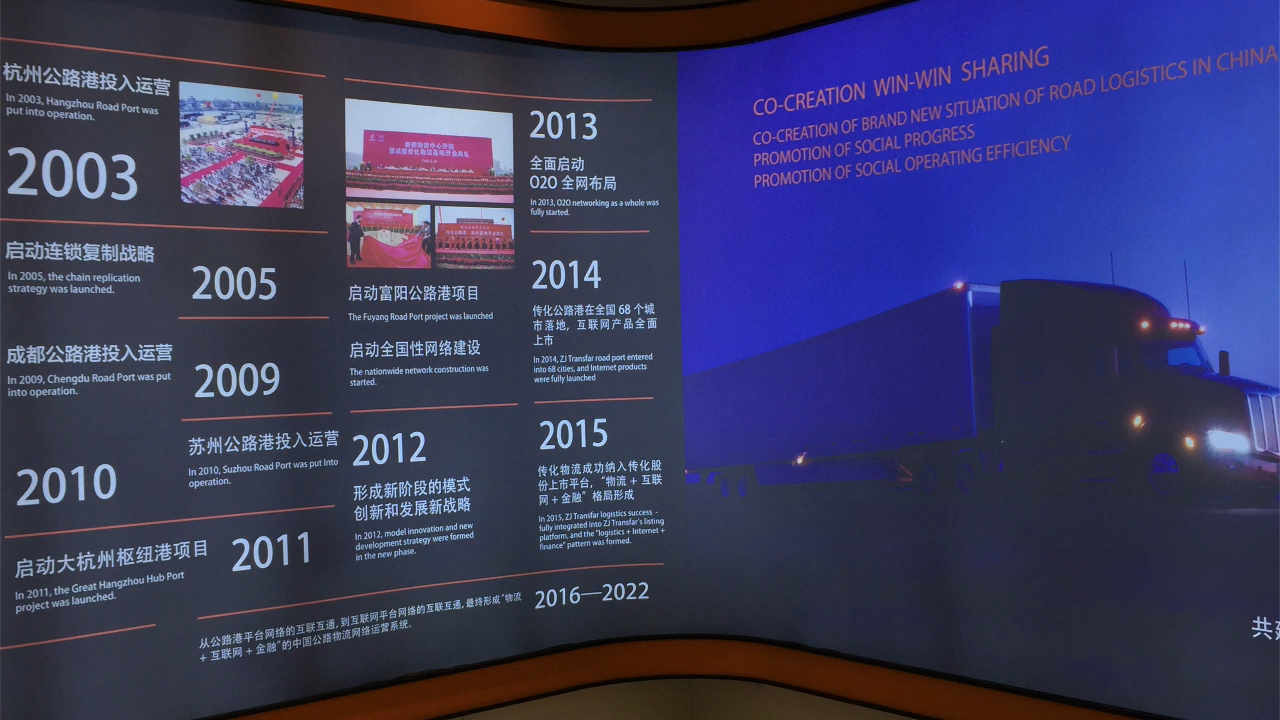 杭州公路港投入运营
In 2003, Hangzhou Road Port was
put into operation.
2003
启动连锁复制战略
In 2005, the chain replication
strategy was launched.
2005
成都公路港投入运营
In 2009, Chengdu Road Port was put
into operation.
2009
苏州公路港投入运营
In 2010, Suzhou Road Port was put Into
operation.
2010
启动大杭州枢纽港项目
In 2011, the Great Hangzhou Hub Port
project was launched.
2011
启动富阳公路港项目
The Fuyang Road Port project was launched
启动全国性网络建设
The nationwide network construction was
started.
2012
形成新阶段的模式
创新和发展新战略
In 2012, model innovation and new
development strategy were formed
in the new phase.
2013
全面启动
O2O 全网布局
In 2013, O2O networking as a whole was
fully started.
2014
传化公路港在全国 68 个城
市落地，互联网产品全面
上市
In 2014, ZJ Transfar road port entered
into 68 cities, and Internet products
were fully launched
2015
传化物流成功纳入传化股
份上市平台，“物流 + 互联
网 + 金融”格局形成
In 2015, ZJ Transfar logistics success -
fully integrated into ZJ Transfar's listing
platform, and the "logistics + Internet +
finance" pattern was formed.
2016—2022
从公路港平台网络的互联互通, 到互联网平台网络的互联互通, 最终形成“物流
+ 互联网 + 金融”的中国公路物流网络运营系统.
CO-CREATION WIN-WIN SHARING
CO-CREATION OF BRAND NEW SITUATION OF ROAD LOGISTICS IN CHINA
PROMOTION OF SOCIAL PROGRESS
PROMOTION OF SOCIAL OPERATING EFFICIENCY
共